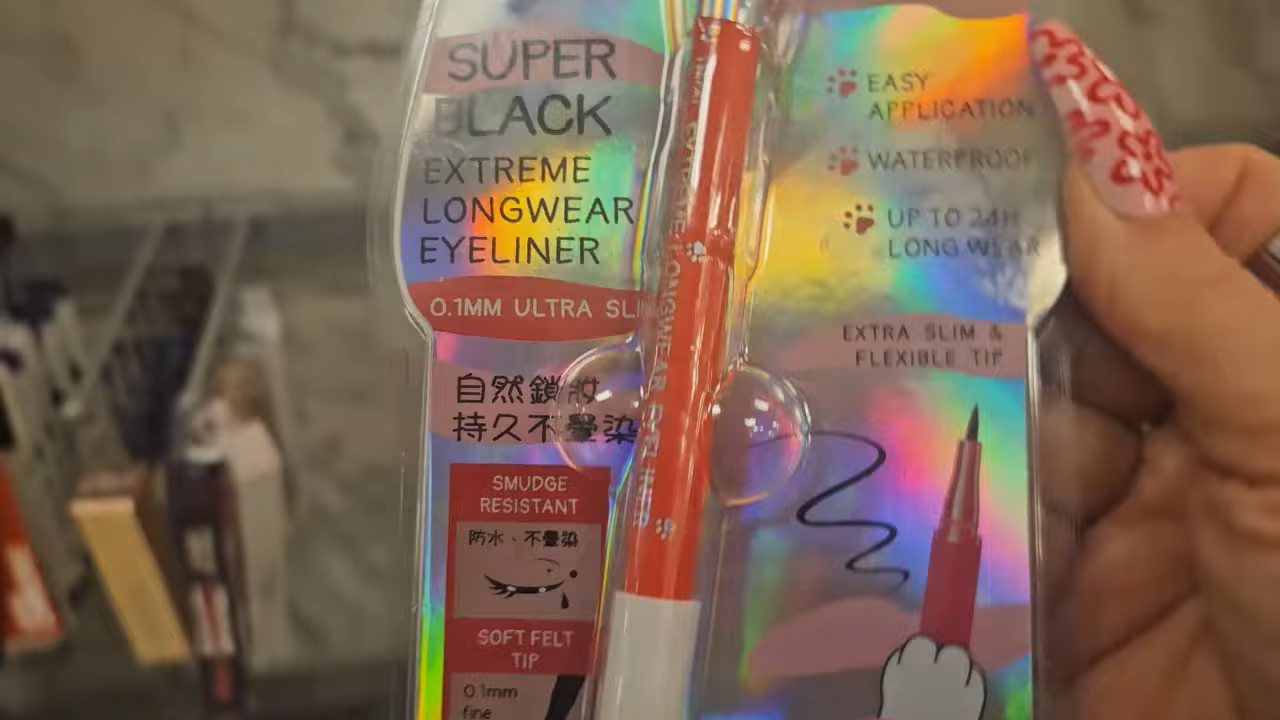 SUPER
BLACK
EXTREME
LONGWEAR
EYELINER
0.1MM ULTRA
自然鎖妝
持久不暈染
SMUDGE
RESISTANT
防水、不暈染
SOFT FELT
TIP
0.1mm
fine
LONGWEAR EYELINER
EASY
APPLICATION
WATERPROOF
UP TO 24H
LONG WEAR
EXTRA SLIM &
FLEXIBLE TIP